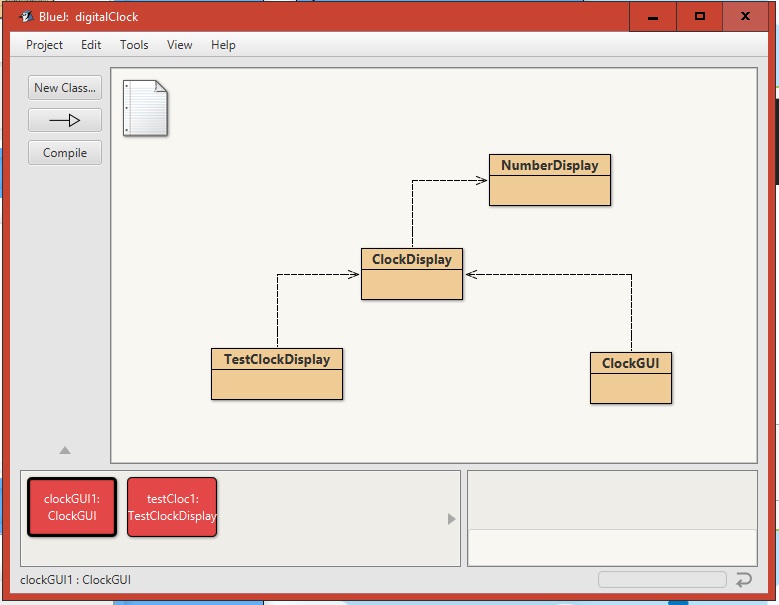 BlueJ: digitalClock
Project Edit Tools View Help
New Class...
Compile
NumberDisplay
ClockDisplay
TestClockDisplay
ClockGUI
clockGUI1:
ClockGUI
testCloc1:
TestClockDisplay
clockGUI1 : ClockGUI